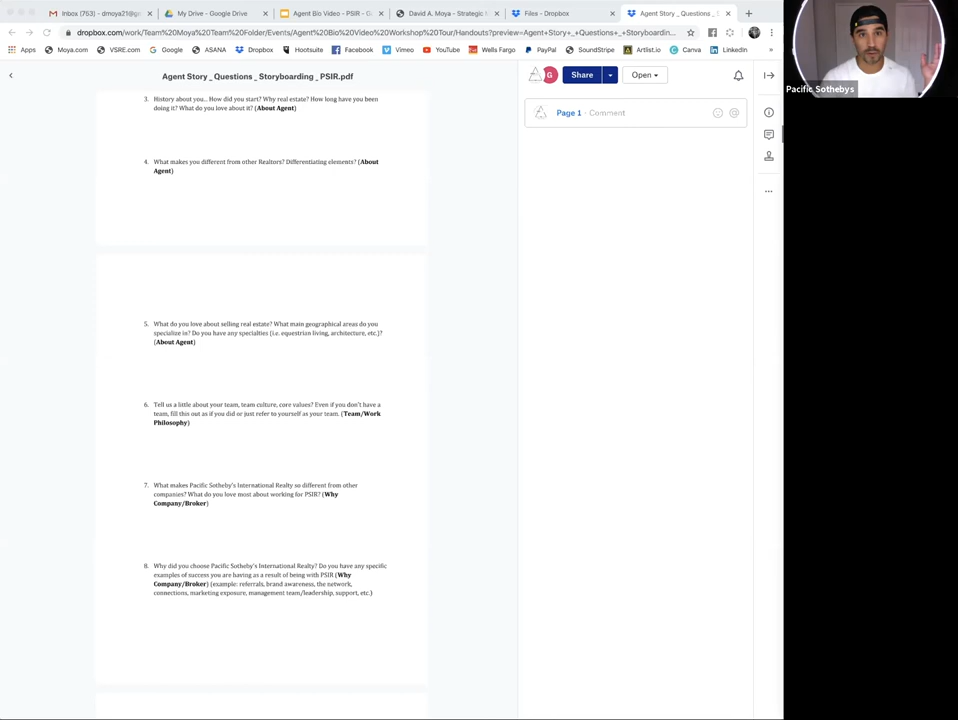 Inbox (753) - dmoya21@g
My Drive - Google Drive
Agent Bio Video - PSIR - G
David A. Moya - Strategic
Files - Dropbox
Agent Story _ Questions _
dropbox.com/work/Team%20Moya%20Team%20Folder/Events/Agent%20Bio%20Video%20Workshop%20Tour/Handouts?preview=Agent+Story+_+Questions+_+Storyboardin...
Apps
Moya.com
VSRE.com
Google
ASANA
Dropbox
Hootsuite
Facebook
Vimeo
YouTube
Wells Fargo
PayPal
SoundStripe
Artlist.io
Canva
LinkedIn
Pacific Sothebys
Agent Story _ Questions _ Storyboarding _ PSIR.pdf
G
Share
Open
Page 1
Comment
3. History about you... How did you start? Why real estate? How long have you been
doing it? What do you love about it? (About Agent)
4. What makes you different from other Realtors? Differentiating elements? (About
Agent)
5. What do you love about selling real estate? What main geographical areas do you
specialize in? Do you have any specialties (i.e. equestrian living, architecture, etc.)?
(About Agent)
6. Tell us a little about your team, team culture, core values? Even if you don't have a
team, fill this out as if you did or just refer to yourself as your team. (Team/Work
Philosophy)
7. What makes Pacific Sotheby's International Realty so different from other
companies? What do you love most about working for PSIR? (Why
Company/Broker)
8. Why did you choose Pacific Sotheby's International Realty? Do you have any specific
examples of success you are having as a result of being with PSIR (Why
Company/Broker) (example: referrals, brand awareness, the network,
connections, marketing exposure, management team/leadership, support, etc.)